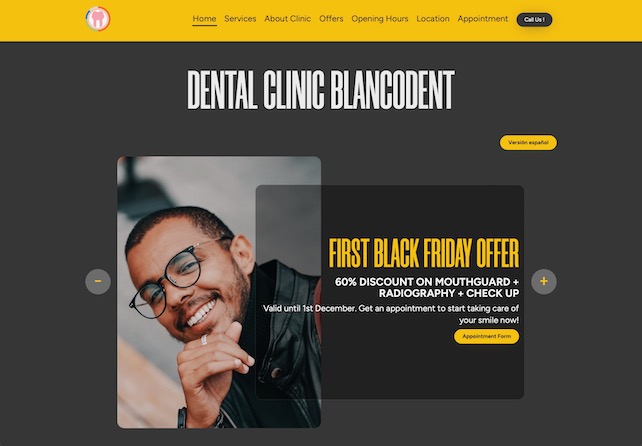 Home Services About Clinic Offers Opening Hours Location Appointment Call Us !
DENTAL CLINIC BLANCODENT
Versión español
FIRST BLACK FRIDAY OFFER
60% DISCOUNT ON MOUTHGUARD +
RADIOGRAPHY + CHECK UP
Valid until 1st December. Get an appointment to start taking care of
your smile now!
- +
Appointment Form